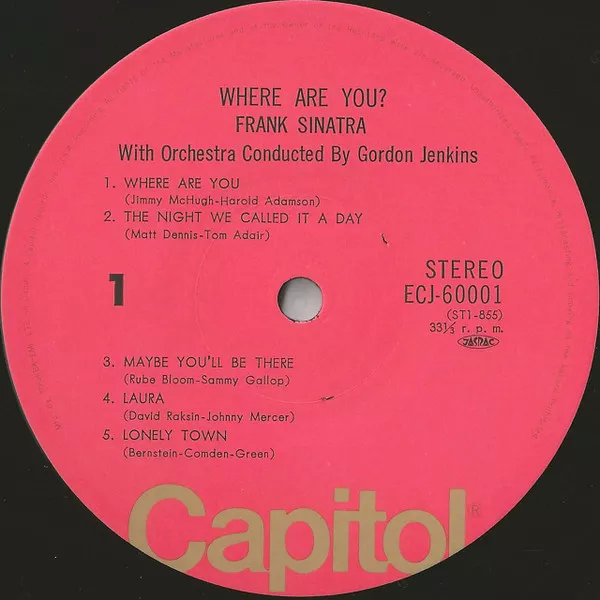 WHERE ARE YOU?
FRANK SINATRA
With Orchestra Conducted By Gordon Jenkins
1. WHERE ARE YOU
(Jimmy McHugh-Harold Adamson)
2. THE NIGHT WE CALLED IT A DAY
(Matt Dennis-Tom Adair)
1
STEREO
ECJ-60001
(ST1-855)
33⅓ r. p. m.
JASRAC
3. MAYBE YOU'LL BE THERE
(Rube Bloom-Sammy Gallop)
4. LAURA
(David Raksin-Johnny Mercer)
5. LONELY TOWN
(Bernstein-Comden-Green)
Capitol®